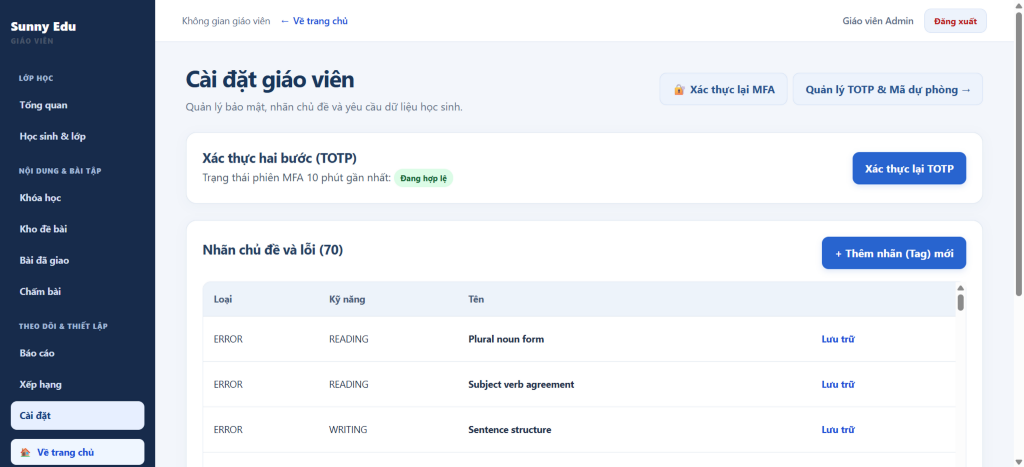 Sunny Edu
GIÁO VIÊN
LỚP HỌC
Tổng quan
Học sinh & lớp
NỘI DUNG & BÀI TẬP
Khóa học
Kho đề bài
Bài đã giao
Chấm bài
THEO DÕI & THIẾT LẬP
Báo cáo
Xếp hạng
Cài đặt
Về trang chủ
Không gian giáo viên ← Về trang chủ
Giáo viên Admin Đăng xuất
Cài đặt giáo viên
Quản lý bảo mật, nhãn chủ đề và yêu cầu dữ liệu học sinh.
Xác thực lại MFA Quản lý TOTP & Mã dự phòng →
Xác thực hai bước (TOTP)
Trạng thái phiên MFA 10 phút gần nhất: Đang hợp lệ
Xác thực lại TOTP
Nhãn chủ đề và lỗi (70)
+ Thêm nhãn (Tag) mới
Loại Kỹ năng Tên
ERROR READING Plural noun form Lưu trữ
ERROR READING Subject verb agreement Lưu trữ
ERROR WRITING Sentence structure Lưu trữ